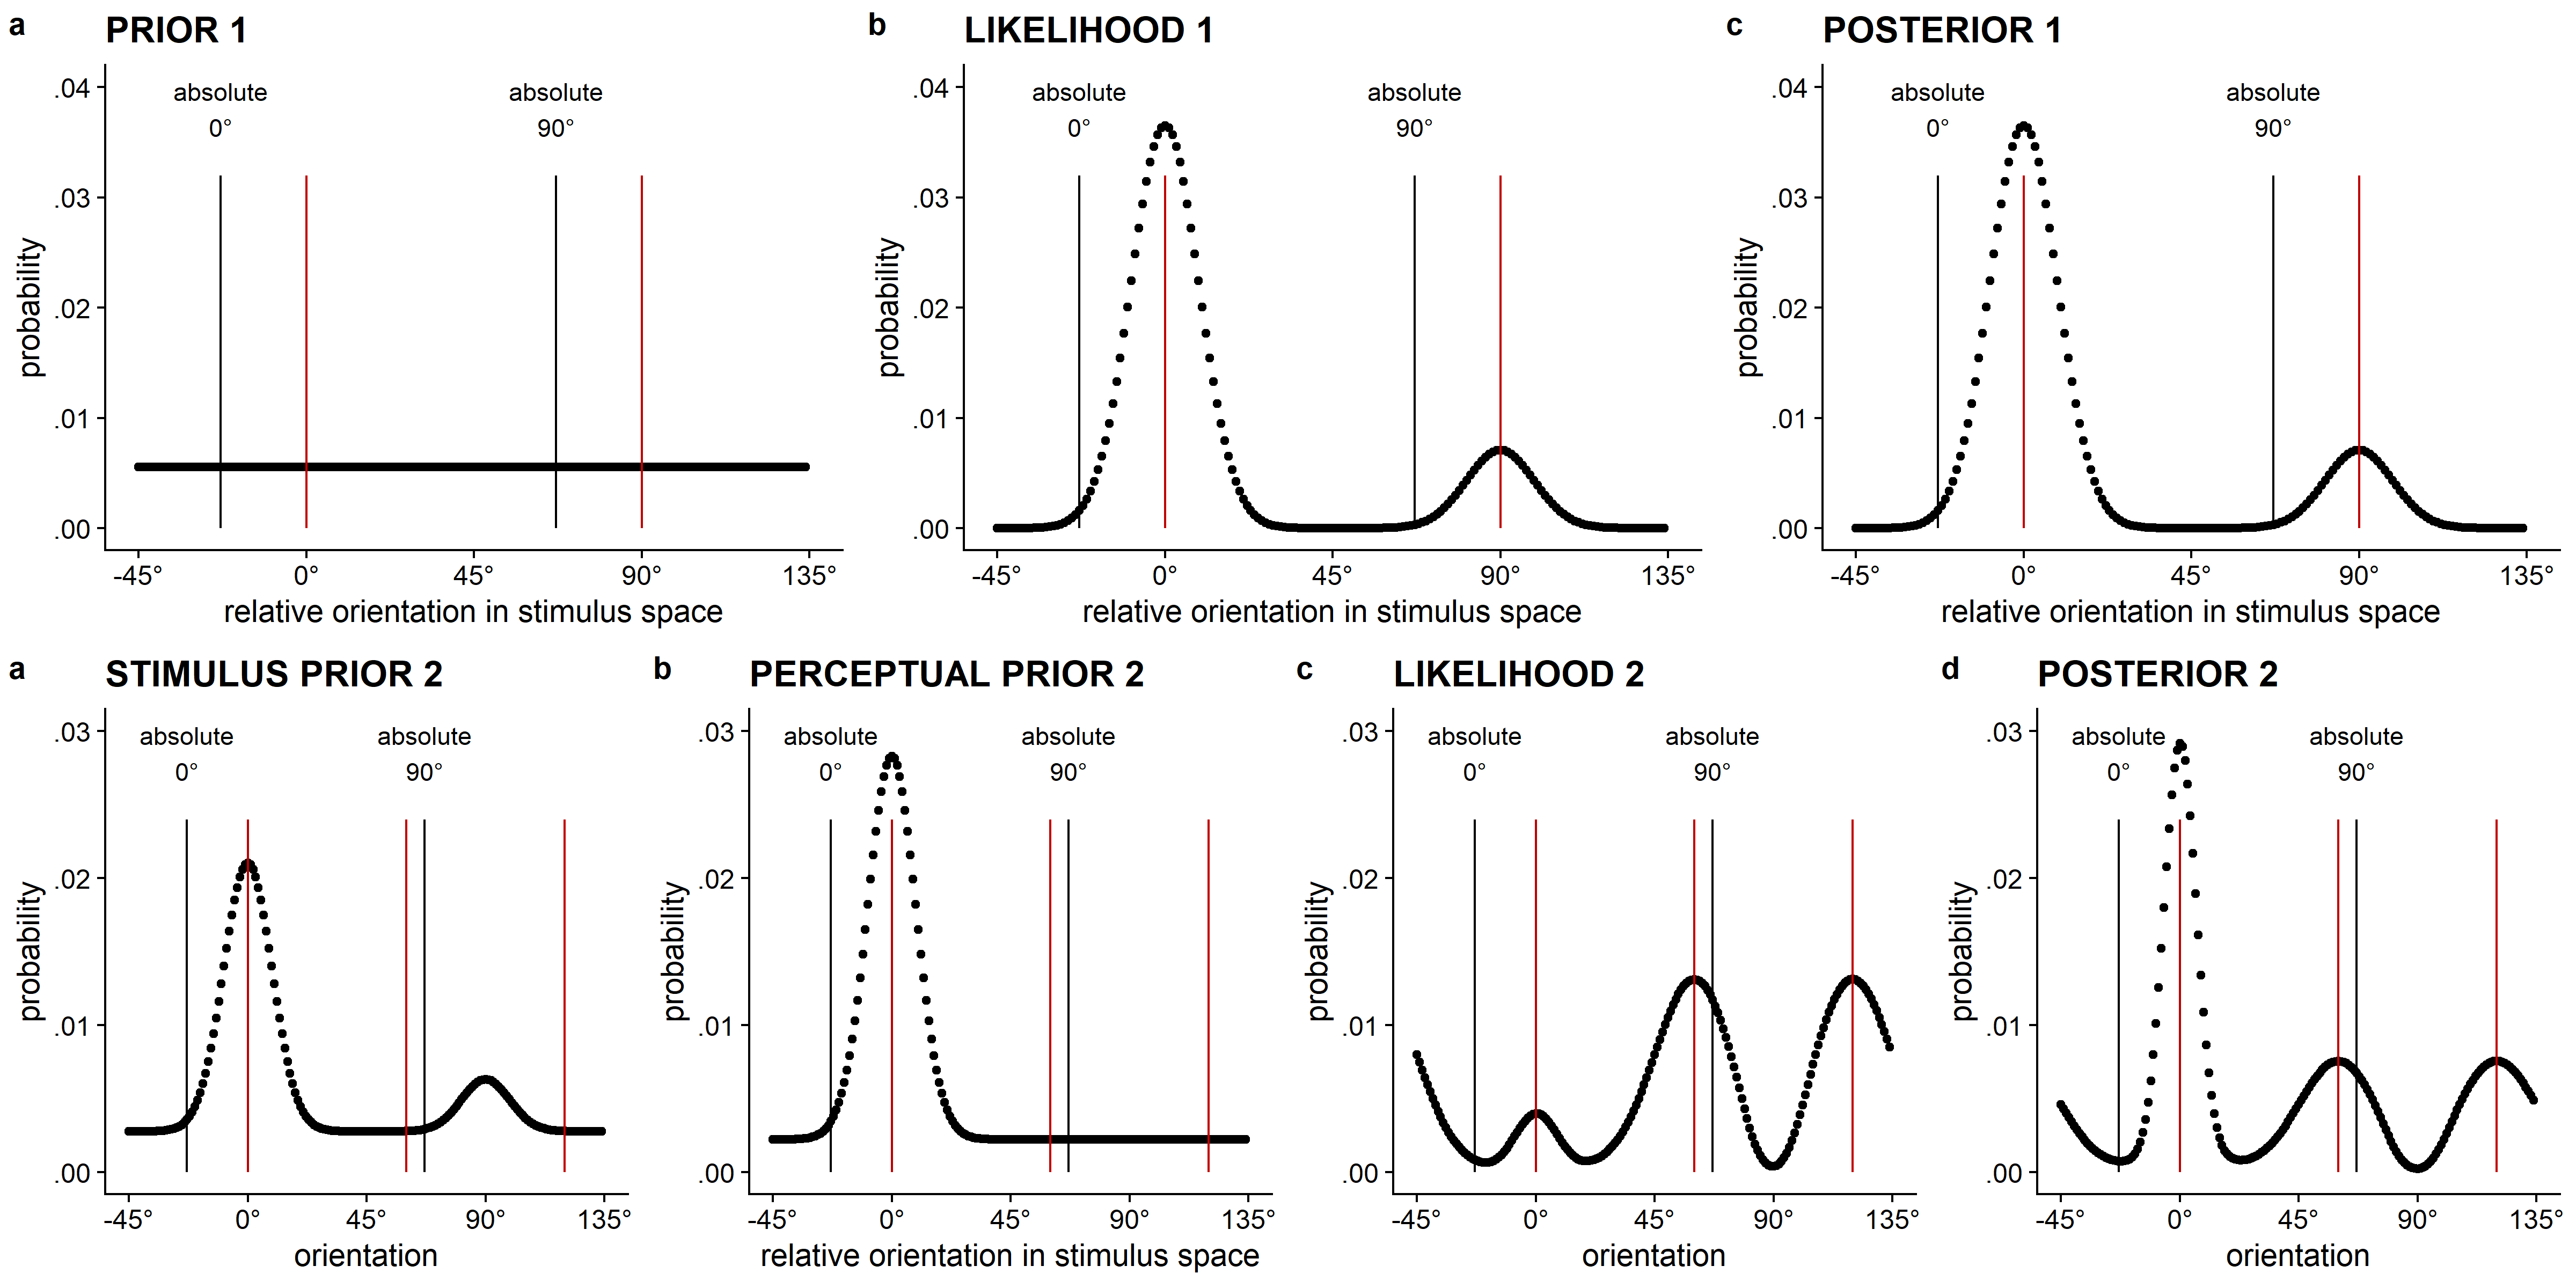 a PRIOR 1
.04
.03
.02
.01
.00
probability
absolute
0°
absolute
90°
-45° 0° 45° 90° 135°
relative orientation in stimulus space
b LIKELIHOOD 1
.04
.03
.02
.01
.00
probability
absolute
0°
absolute
90°
-45° 0° 45° 90° 135°
relative orientation in stimulus space
c POSTERIOR 1
.04
.03
.02
.01
.00
probability
absolute
0°
absolute
90°
-45° 0° 45° 90° 135°
relative orientation in stimulus space
a STIMULUS PRIOR 2
.03
.02
.01
.00
probability
absolute
0°
absolute
90°
-45° 0° 45° 90° 135°
orientation
b PERCEPTUAL PRIOR 2
.03
.02
.01
.00
probability
absolute
0°
absolute
90°
-45° 0° 45° 90° 135°
relative orientation in stimulus space
c LIKELIHOOD 2
.03
.02
.01
.00
probability
absolute
0°
absolute
90°
-45° 0° 45° 90° 135°
orientation
d POSTERIOR 2
.03
.02
.01
.00
probability
absolute
0°
absolute
90°
-45° 0° 45° 90° 135°
orientation